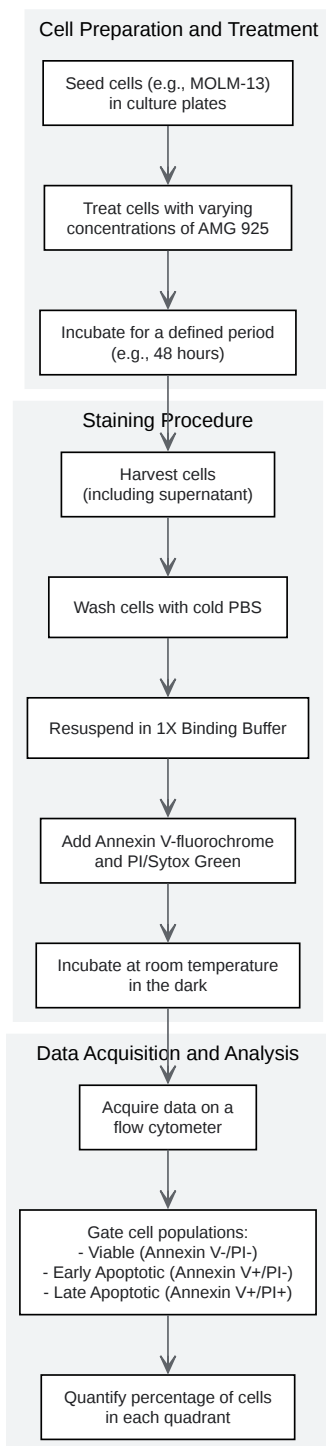 Cell Preparation and Treatment
Seed cells (e.g., MOLM-13)
in culture plates
Treat cells with varying
concentrations of AMG 925
Incubate for a defined period
(e.g., 48 hours)
Staining Procedure
Harvest cells
(including supernatant)
Wash cells with cold PBS
Resuspend in 1X Binding Buffer
Add Annexin V-fluorochrome
and PI/Sytox Green
Incubate at room temperature
in the dark
Data Acquisition and Analysis
Acquire data on a
flow cytometer
Gate cell populations:
- Viable (Annexin V-/PI-)
- Early Apoptotic (Annexin V+/PI-)
- Late Apoptotic (Annexin V+/PI+)
Quantify percentage of cells
in each quadrant